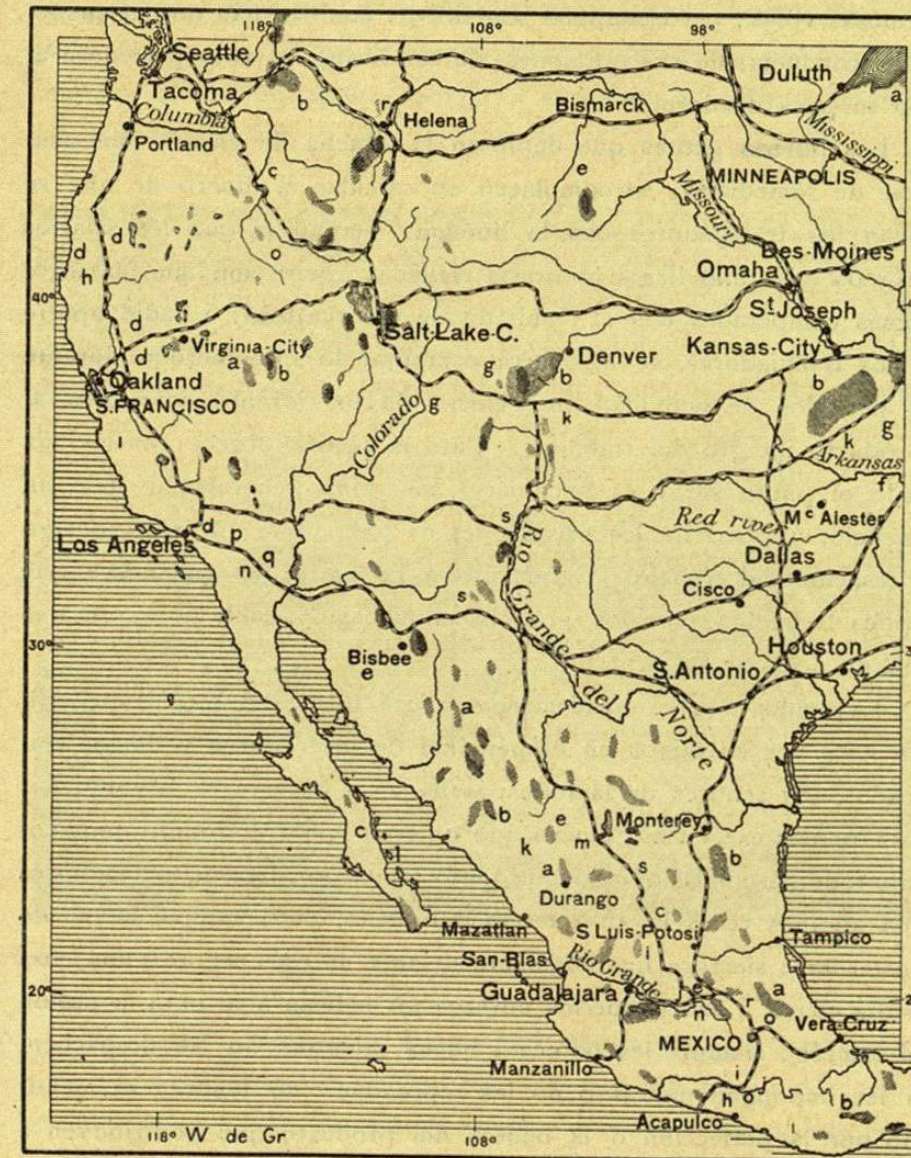 118°
108°
98°
Seattle
Duluth
Tacoma
b
r
a
Columbia
Helena
Bismarck
Mississippi
Portland
c
e
MINNEAPOLIS
Missouri
d
d
o
Des-Moines
h
Omaha
40°
d
Sᵗ Joseph
Salt-Lake-C.
Virginia-City
Denver
Kansas-City
d
a
b
g
b
b
Oakland
S. FRANCISCO
g
k
g
Colorado
k
i
Arkansas
f
s
Rio
Red river
Mᶜ Alester
d
p
Los Angeles
q
Dallas
n
s
Cisco
Grande
30°
3
Houston
Bisbee
S. Antonio
e
del
a
Norte
b
e
Monterey
c
k
m
l
s
b
a
Durango
c
Mazatlan
S Luis-Potosi
Tampico
i
San-Blas
Rio Grande
20°
Guadalajara
e
a
2
n
r
o
Vera-Cruz
MEXICO
Manzanillo
i
j
h
o
b
Acapulco
118° W. de Gr
108°